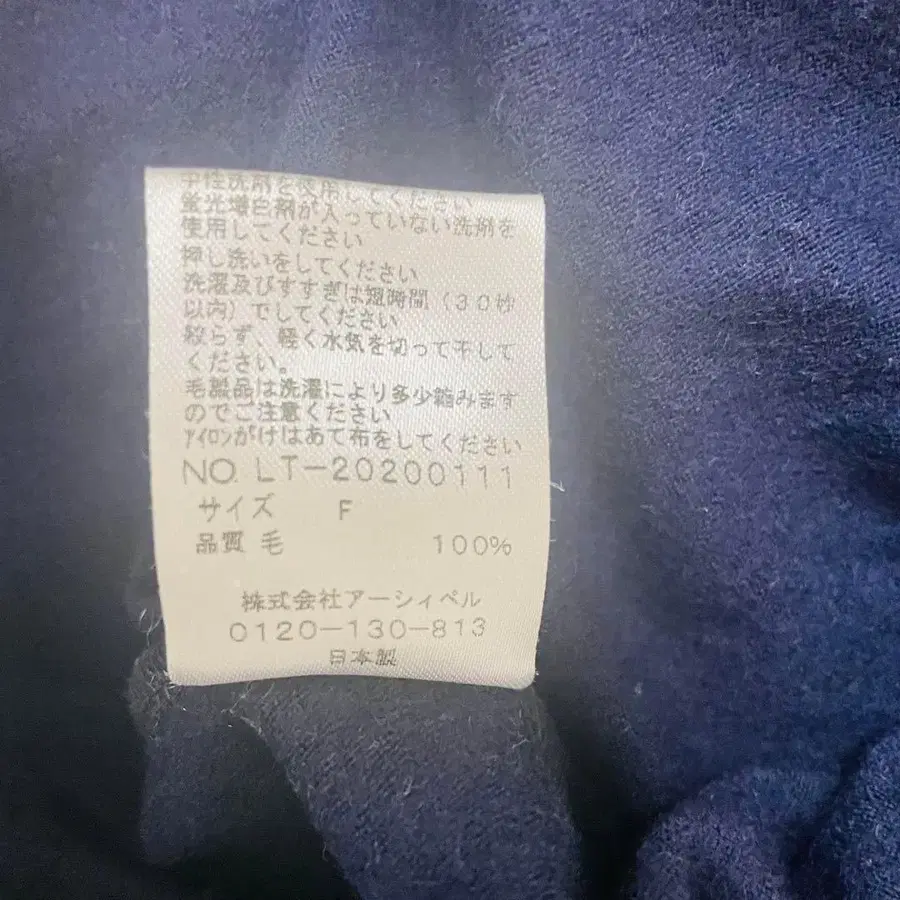 中性洗剤を使用してください
蛍光増白剤が入っていない洗剤を
使用してください
押し洗いをしてください
洗濯及びすすぎは短時間（30秒
以内）でしてください
絞らず、軽く水気を切って干して
ください。
毛製品は洗濯により多少縮みます
のでご注意ください
ｱｲﾛﾝがけはあて布をしてください
NO. LT-20200111
サイズ F
品質 毛 100%
株式会社アーシィペル
0120-130-813
日本製